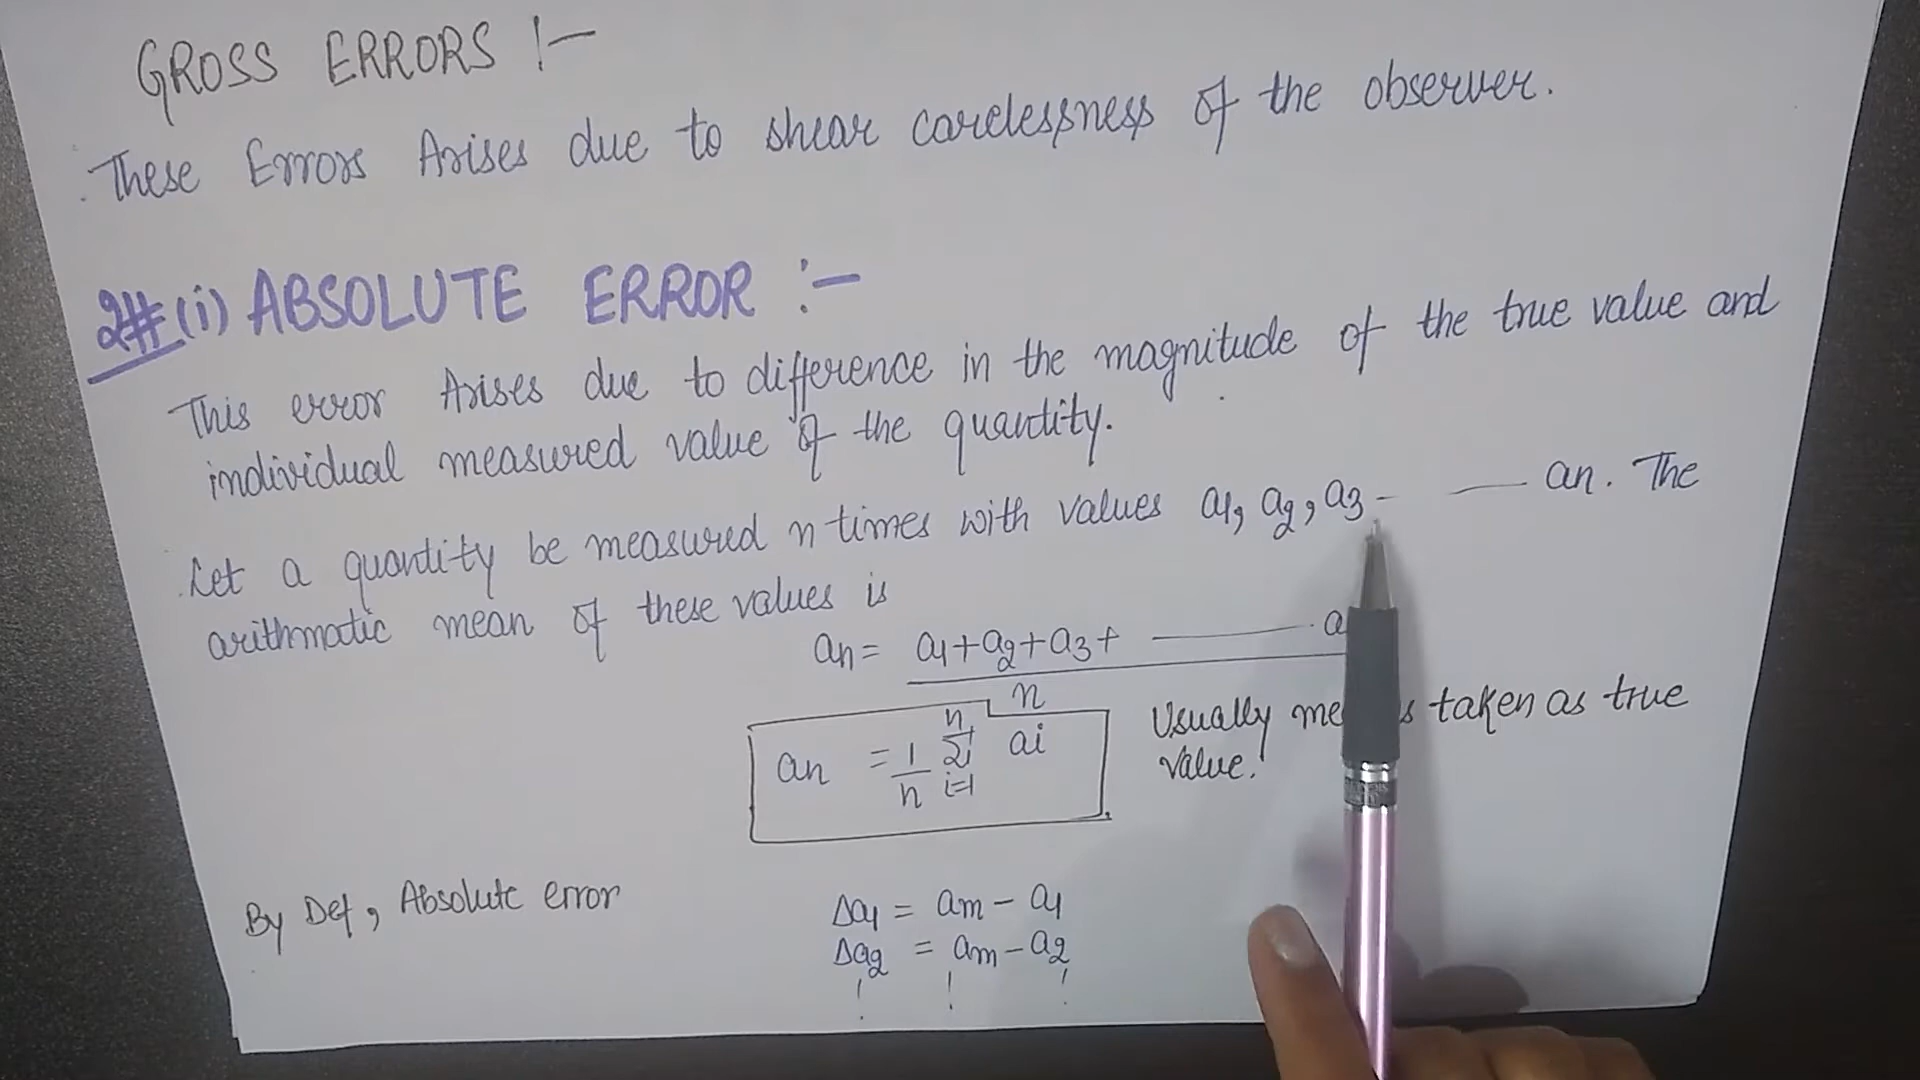 GROSS ERRORS :-
These Errors Arises due to shear carelessness of the observer.
2# (i) ABSOLUTE ERROR :-
This error Arises due to difference in the magnitude of the true value and
individual measured value of the quantity.
Let a quantity be measured n times with values a1, a2, a3 - —— an. The
arithmatic mean of these values is
an = a1+a2+a3+ ———— a
n
an = 1/n n Σ i=1 ai
Usually me s taken as true
value.
By Def, Absolute error
Δa1 = am - a1
Δa2 = am - a2
! ! !